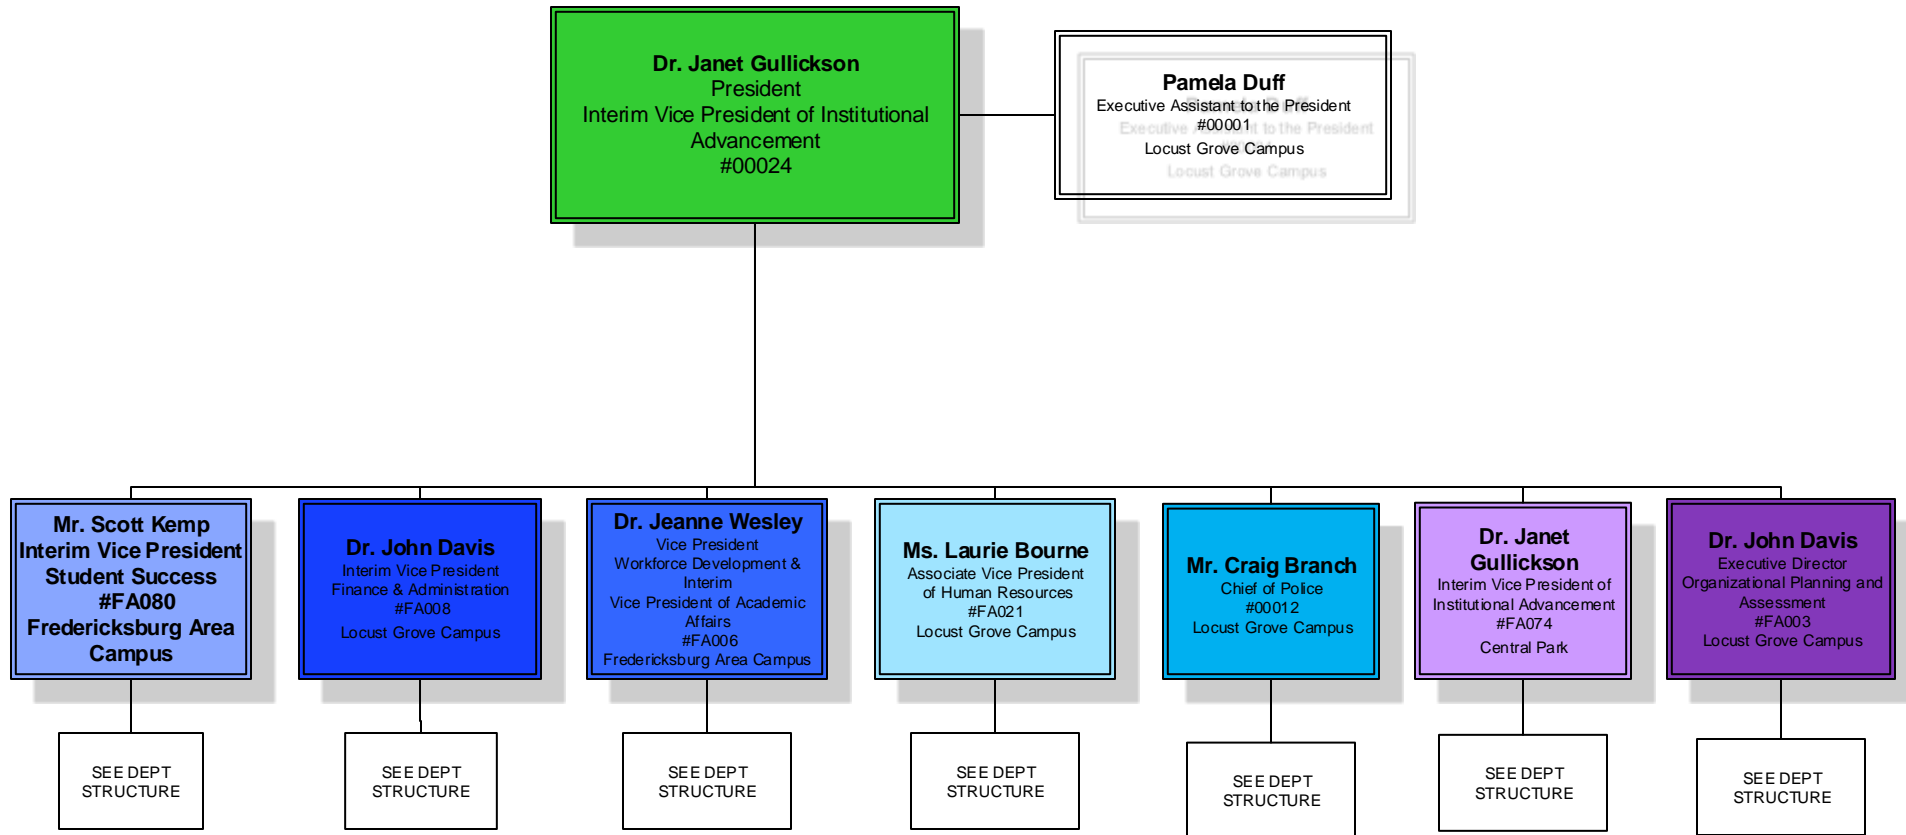 Dr. Janet Gullickson
President
Interim Vice President of Institutional
Advancement
#00024
Pamela Duff
Executive Assistant to the President
#00001
Locust Grove Campus
Mr. Scott Kemp
Interim Vice President
Student Success
#FA080
Fredericksburg Area
Campus
Dr. John Davis
Interim Vice President
Finance & Administration
#FA008
Locust Grove Campus
Dr. Jeanne Wesley
Vice President
Workforce Development &
Interim
Vice President of Academic
Affairs
#FA006
Fredericksburg Area Campus
Ms. Laurie Bourne
Associate Vice President
of Human Resources
#FA021
Locust Grove Campus
Mr. Craig Branch
Chief of Police
#00012
Locust Grove Campus
Dr. Janet
Gullickson
Interim Vice President of
Institutional Advancement
#FA074
Central Park
Dr. John Davis
Executive Director
Organizational Planning and
Assessment
#FA003
Locust Grove Campus
SEE DEPT
STRUCTURE
SEE DEPT
STRUCTURE
SEE DEPT
STRUCTURE
SEE DEPT
STRUCTURE
SEE DEPT
STRUCTURE
SEE DEPT
STRUCTURE
SEE DEPT
STRUCTURE